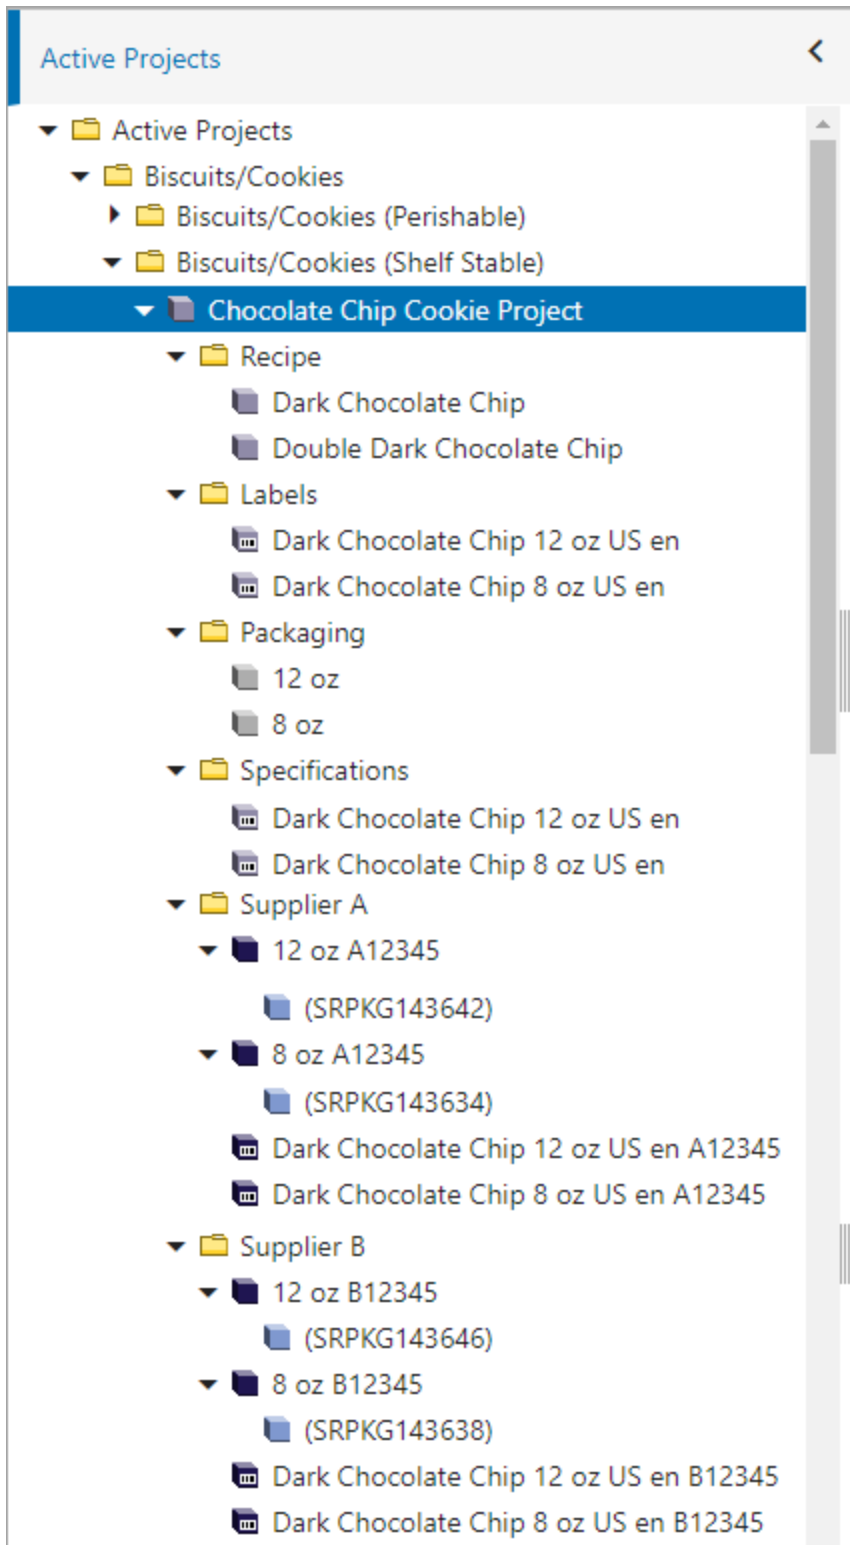 Active Projects
Active Projects
Biscuits/Cookies
Biscuits/Cookies (Perishable)
Biscuits/Cookies (Shelf Stable)
Chocolate Chip Cookie Project
Recipe
Dark Chocolate Chip
Double Dark Chocolate Chip
Labels
Dark Chocolate Chip 12 oz US en
Dark Chocolate Chip 8 oz US en
Packaging
12 oz
8 oz
Specifications
Dark Chocolate Chip 12 oz US en
Dark Chocolate Chip 8 oz US en
Supplier A
12 oz A12345
(SRPKG143642)
8 oz A12345
(SRPKG143634)
Dark Chocolate Chip 12 oz US en A12345
Dark Chocolate Chip 8 oz US en A12345
Supplier B
12 oz B12345
(SRPKG143646)
8 oz B12345
(SRPKG143638)
Dark Chocolate Chip 12 oz US en B12345
Dark Chocolate Chip 8 oz US en B12345